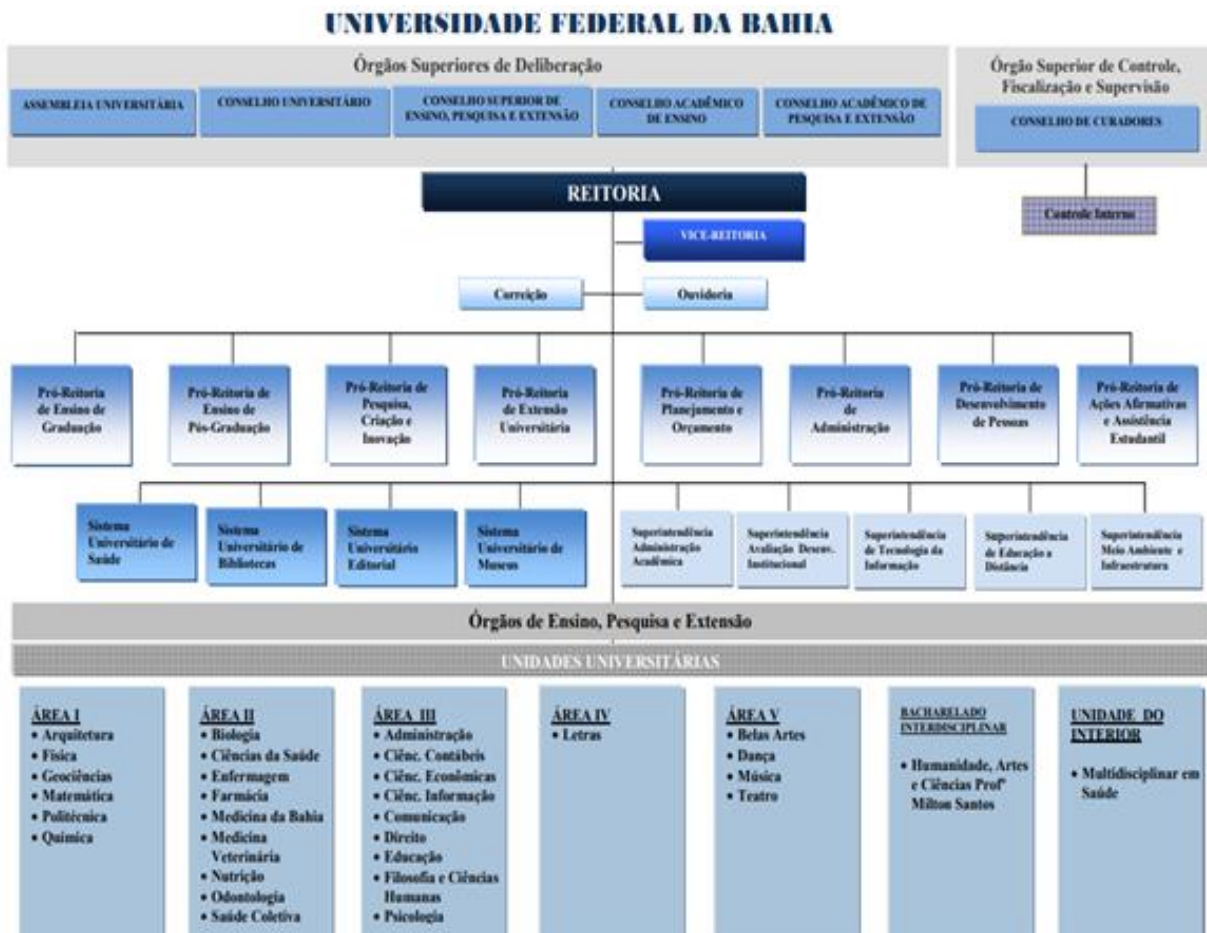 UNIVERSIDADE FEDERAL DA BAHIA
Órgãos Superiores de Deliberação
ASSEMBLEIA UNIVERSITÁRIA
CONSELHO UNIVERSITÁRIO
CONSELHO SUPERIOR DE
ENSINO, PESQUISA E EXTENSÃO
CONSELHO ACADÊMICO
DE ENSINO
CONSELHO ACADÊMICO DE
PESQUISA E EXTENSÃO
Órgão Superior de Controle,
Fiscalização e Supervisão
CONSELHO DE CURADORES
Controle Interno
REITORIA
VICE-REITORIA
Correição
Ouvidoria
Pró-Reitoria
de Ensino de
Graduação
Pró-Reitoria de
Ensino de
Pós-Graduação
Pró-Reitoria de
Pesquisa,
Criação e
Inovação
Pró-Reitoria
de Extensão
Universitária
Pró-Reitoria de
Planejamento e
Orçamento
Pró-Reitoria
de
Administração
Pró-Reitoria de
Desenvolvimento
de Pessoas
Pró-Reitoria de
Ações Afirmativas
e Assistência
Estudantil
Sistema
Universitário de
Saúde
Sistema
Universitário de
Bibliotecas
Sistema
Universitário
Editorial
Sistema
Universitário de
Museus
Superintendência
Administração
Acadêmica
Superintendência
Avaliação Desenv.
Institucional
Superintendência
de Tecnologia da
Informação
Superintendência
de Educação a
Distância
Superintendência
Meio Ambiente e
Infraestrutura
Órgãos de Ensino, Pesquisa e Extensão
UNIDADES UNIVERSITÁRIAS
ÁREA I
• Arquitetura
• Física
• Geociências
• Matemática
• Politécnica
• Química
ÁREA II
• Biologia
• Ciências da Saúde
• Enfermagem
• Farmácia
• Medicina da Bahia
• Medicina
Veterinária
• Nutrição
• Odontologia
• Saúde Coletiva
ÁREA III
• Administração
• Ciênc. Contábeis
• Ciênc. Econômicas
• Ciênc. Informação
• Comunicação
• Direito
• Educação
• Filosofia e Ciências
Humanas
• Psicologia
ÁREA IV
• Letras
ÁREA V
• Belas Artes
• Dança
• Música
• Teatro
BACHARELADO
INTERDISCIPLINAR
• Humanidade, Artes
e Ciências Profº
Milton Santos
UNIDADE DO
INTERIOR
• Multidisciplinar em
Saúde